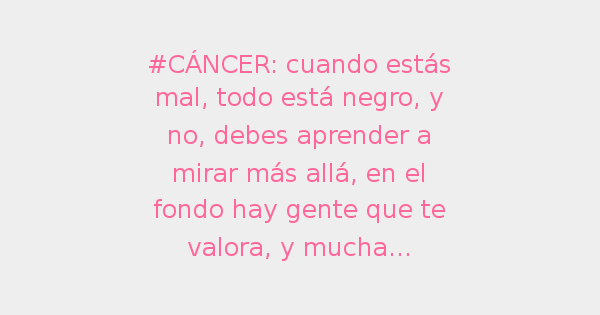 #CÁNCER: cuando estás
mal, todo está negro, y
no, debes aprender a
mirar más allá, en el
fondo hay gente que te
valora, y mucha...